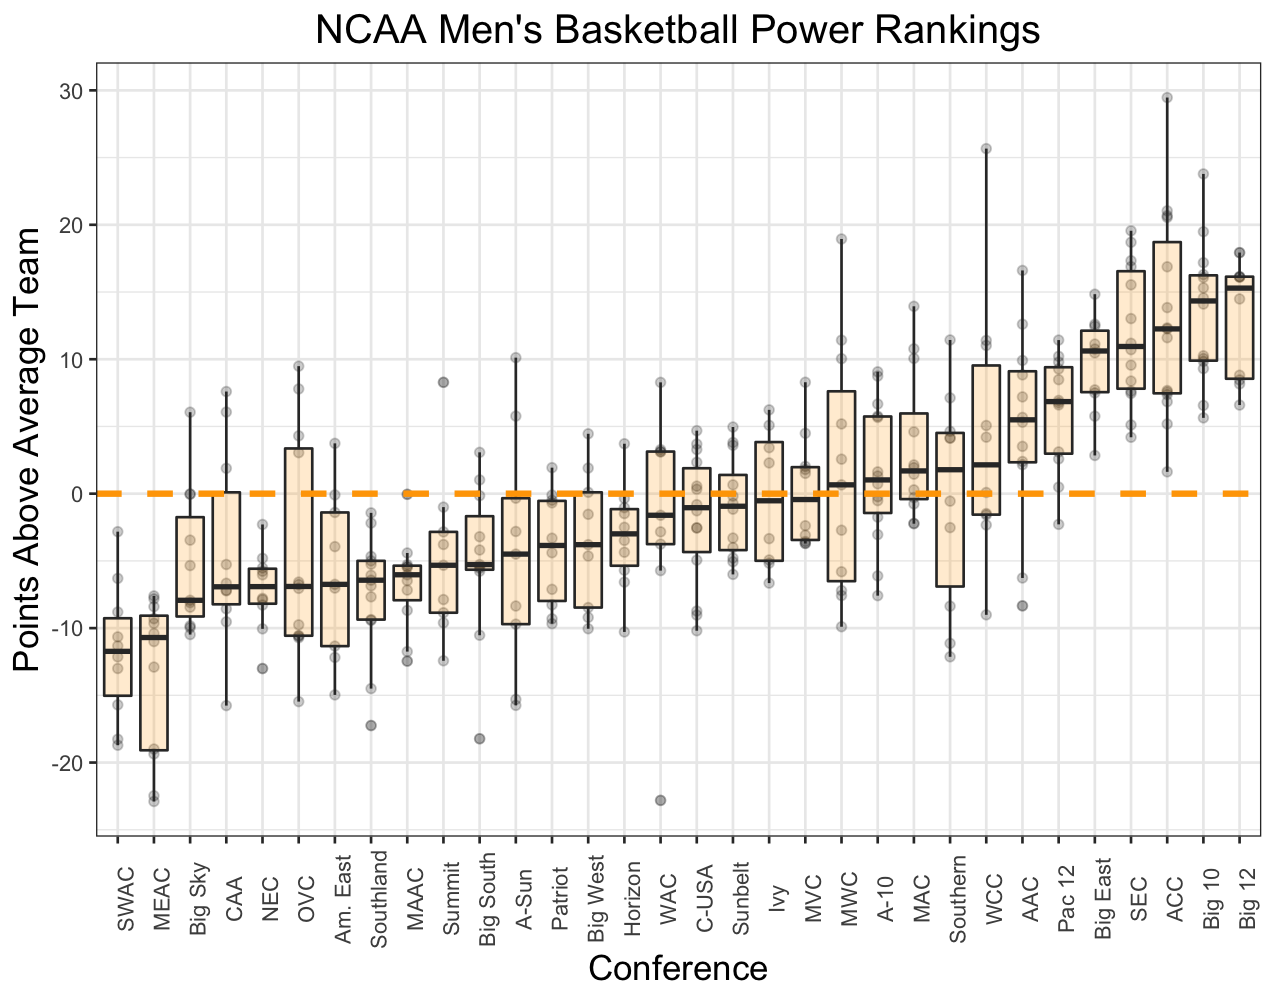 NCAA Men's Basketball Power Rankings
Points Above Average Team
30
20
10
0
-10
-20
SWAC
MEAC
Big Sky
CAA
NEC
OVC
Am. East
Southland
MAAC
Summit
Big South
A-Sun
Patriot
Big West
Horizon
WAC
C-USA
Sunbelt
Ivy
MVC
MWC
A-10
MAC
Southern
WCC
AAC
Pac 12
Big East
SEC
ACC
Big 10
Big 12
Conference